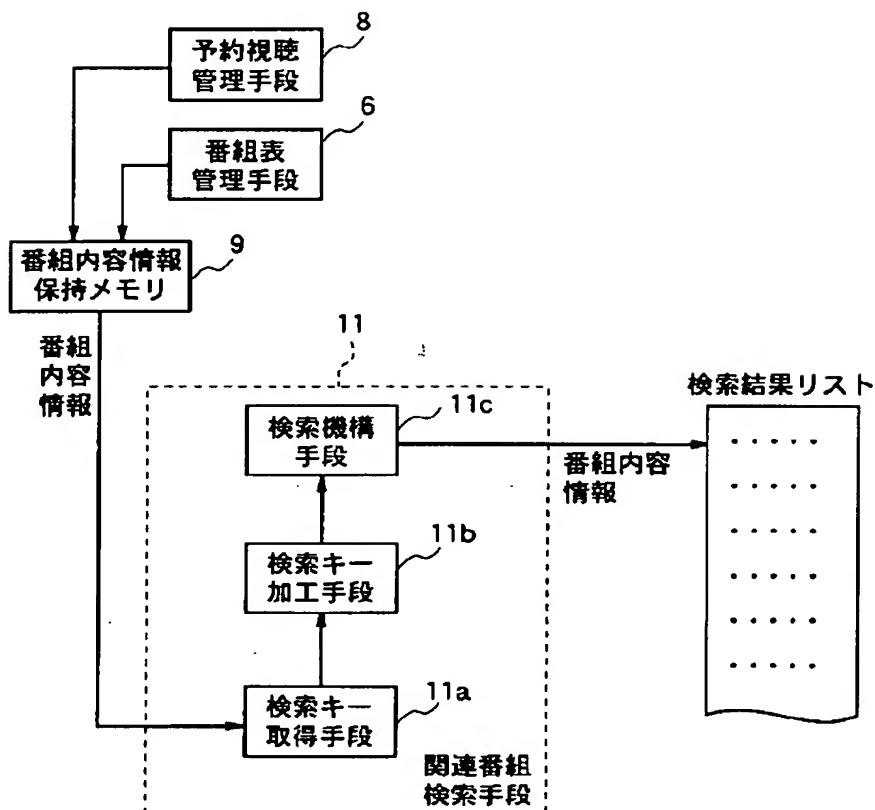 8
予約視聴
管理手段
6
番組表
管理手段
番組内容情報
保持メモリ
9
番組
内容
情報
11
検索機構
手段
11c
番組内容
情報
検索結果リスト
検索キー
加工手段
11b
検索キー
取得手段
11a
関連番組
検索手段